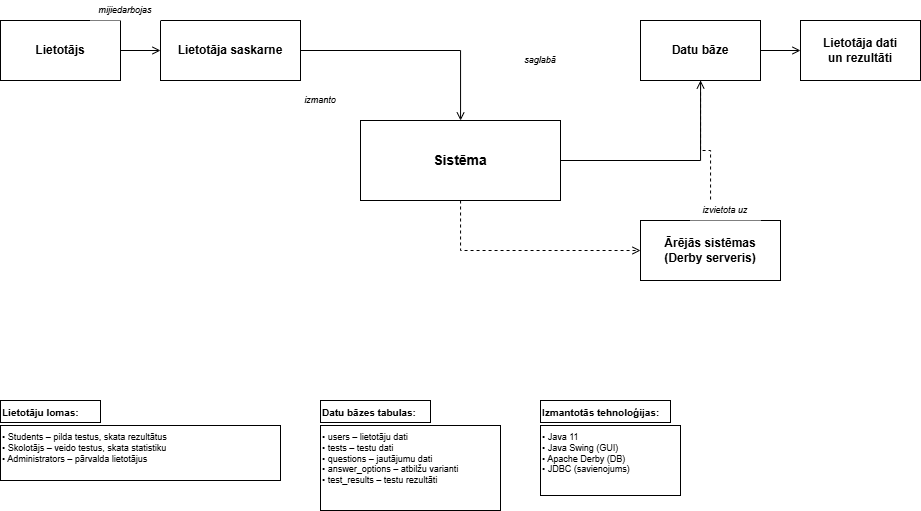 mijiedarbojas
Lietotājs
Lietotāja saskarne
Datu bāze
Lietotāja dati
un rezultāti
saglabā
izmanto
Sistēma
izvietota uz
Ārējās sistēmas
(Derby serveris)
Lietotāju lomas:
• Students – pilda testus, skata rezultātus
• Skolotājs – veido testus, skata statistiku
• Administrators – pārvalda lietotājus
Datu bāzes tabulas:
• users – lietotāju dati
• tests – testu dati
• questions – jautājumu dati
• answer_options – atbilžu varianti
• test_results – testu rezultāti
Izmantotās tehnoloģijas:
• Java 11
• Java Swing (GUI)
• Apache Derby (DB)
• JDBC (savienojums)